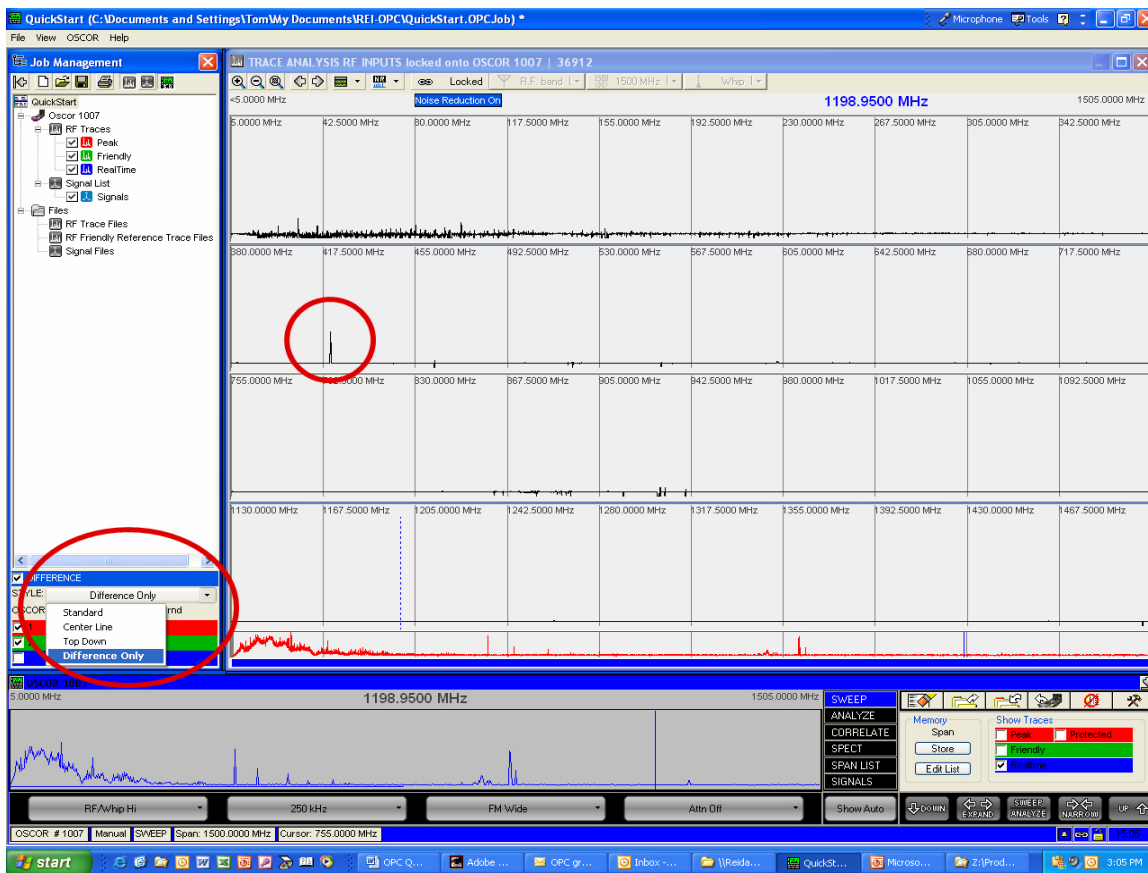 QuickStart (C:\Documents and Settings\Tom\My Documents\REI-OPC\QuickStart.OPCJob) *
Microphone Tools
File View OSCOR Help
Job Management
QuickStart
Oscor 1007
RF Traces
Peak
Friendly
RealTime
Signal List
Signals
Files
RF Trace Files
RF Friendly Reference Trace Files
Signal Files
DIFFERENCE
STYLE: Difference Only
Standard
Center Line
Top Down
Difference Only
TRACE ANALYSIS RF INPUTS locked onto OSCOR 1007 | 36912
Locked R.F. band 1500 MHz Whip
<5.0000 MHz Noise Reduction On 1198.9500 MHz 1505.0000 MHz
5.0000 MHz 42.5000 MHz 80.0000 MHz 117.5000 MHz 155.0000 MHz 192.5000 MHz 230.0000 MHz 267.5000 MHz 305.0000 MHz 342.5000 MHz
380.0000 MHz 417.5000 MHz 455.0000 MHz 492.5000 MHz 530.0000 MHz 567.5000 MHz 605.0000 MHz 642.5000 MHz 680.0000 MHz 717.5000 MHz
755.0000 MHz 792.5000 MHz 830.0000 MHz 867.5000 MHz 905.0000 MHz 942.5000 MHz 980.0000 MHz 1017.5000 MHz 1055.0000 MHz 1092.5000 MHz
1130.0000 MHz 1167.5000 MHz 1205.0000 MHz 1242.5000 MHz 1280.0000 MHz 1317.5000 MHz 1355.0000 MHz 1392.5000 MHz 1430.0000 MHz 1467.5000 MHz
OSCOR 1007
5.0000 MHz 1198.9500 MHz 1505.0000 MHz
SWEEP
ANALYZE
CORRELATE
SPECT
SPAN LIST
SIGNALS
Memory
Span
Store
Edit List
Show Traces
Peak Protected
Friendly
Realtime
RF/Whip Hi 250 kHz FM Wide Attn Off Show Auto DOWN EXPAND SWEEP ANALYZE NARROW UP
OSCOR # 1007 Manual SWEEP Span: 1500.0000 MHz Cursor: 755.0000 MHz 15:05
start OPC Q... Adobe ... OPC gr... Inbox -... \\Reida... QuickSt... Microso... Z:\Prod... 3:05 PM